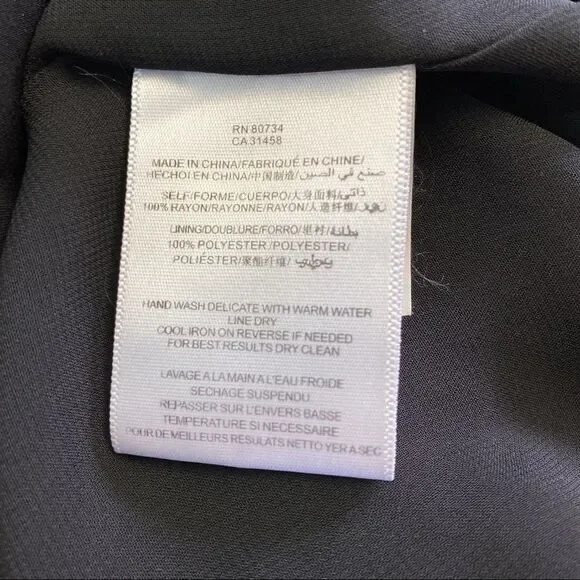 RN 80734
CA 31458
MADE IN CHINA/FABRIQUÉ EN CHINE/
HECHO EN CHINA/中国制造/صنع في الصين
SELF/FORME/CUERPO/大身面料/ذاتي
100% RAYON/RAYONNE/RAYON/人造纤维/
LINING/DOUBLURE/FORRO/里衬/بطانة
100% POLYESTER/POLYESTER/
POLIÉSTER/聚酯纤维/
HAND WASH DELICATE WITH WARM WATER
LINE DRY
COOL IRON ON REVERSE IF NEEDED
FOR BEST RESULTS DRY CLEAN
LAVAGE A LA MAIN A L'EAU FROIDE
SECHAGE SUSPENDU
REPASSER SUR L'ENVERS BASSE
TEMPERATURE SI NECESSAIRE
POUR DE MEILLEURS RESULATS NETTO YER A SEC